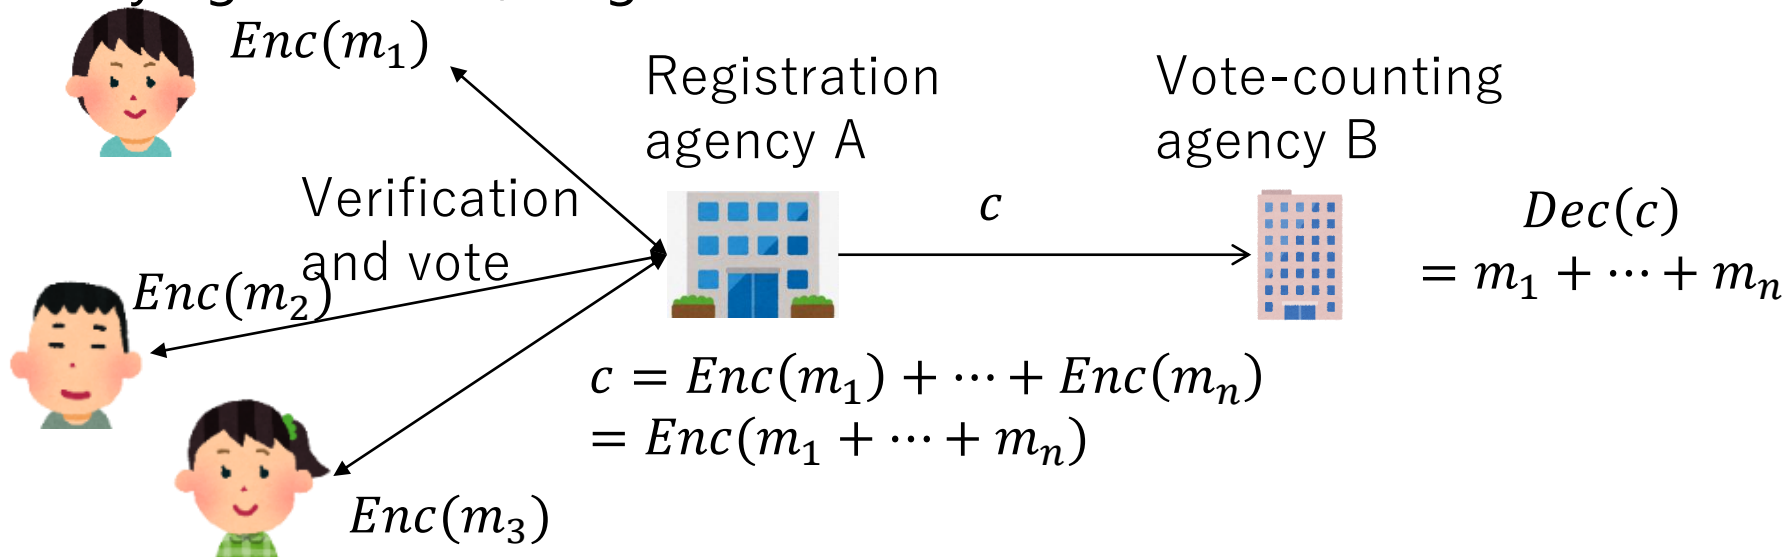 Enc(m₁)
Registration
agency A
Vote-counting
agency B
Verification
and vote
c
Dec(c)
= m₁ + ⋯ + mₙ
Enc(m₂)
c = Enc(m₁) + ⋯ + Enc(mₙ)
= Enc(m₁ + ⋯ + mₙ)
Enc(m₃)